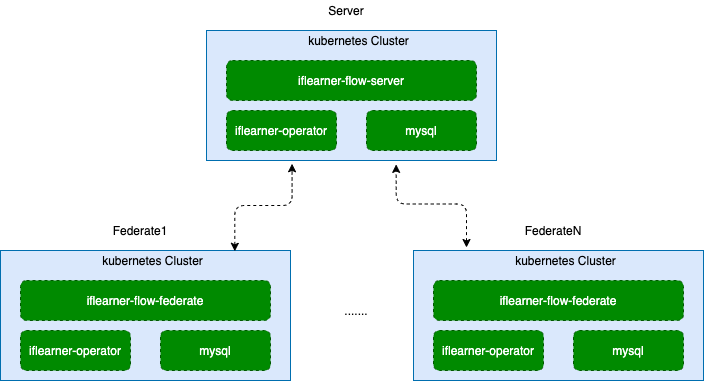 Server
kubernetes Cluster
iflearner-flow-server
iflearner-operator
mysql
Federate1
FederateN
kubernetes Cluster
kubernetes Cluster
iflearner-flow-federate
.......
iflearner-flow-federate
iflearner-operator
mysql
iflearner-operator
mysql